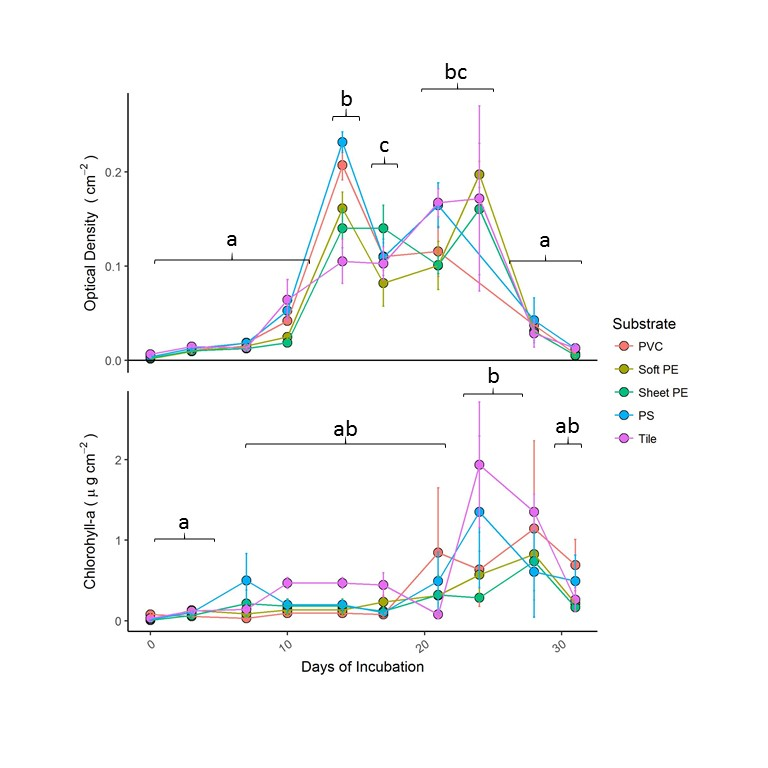 bc
b
c
a
a
0.2
0.1
0.0
Optical Density ( cm−2 )
Substrate
PVC
Soft PE
Sheet PE
PS
Tile
b
ab
ab
a
2
1
0
Chlorohyll-a ( μ g cm−2 )
0
10
20
30
Days of Incubation